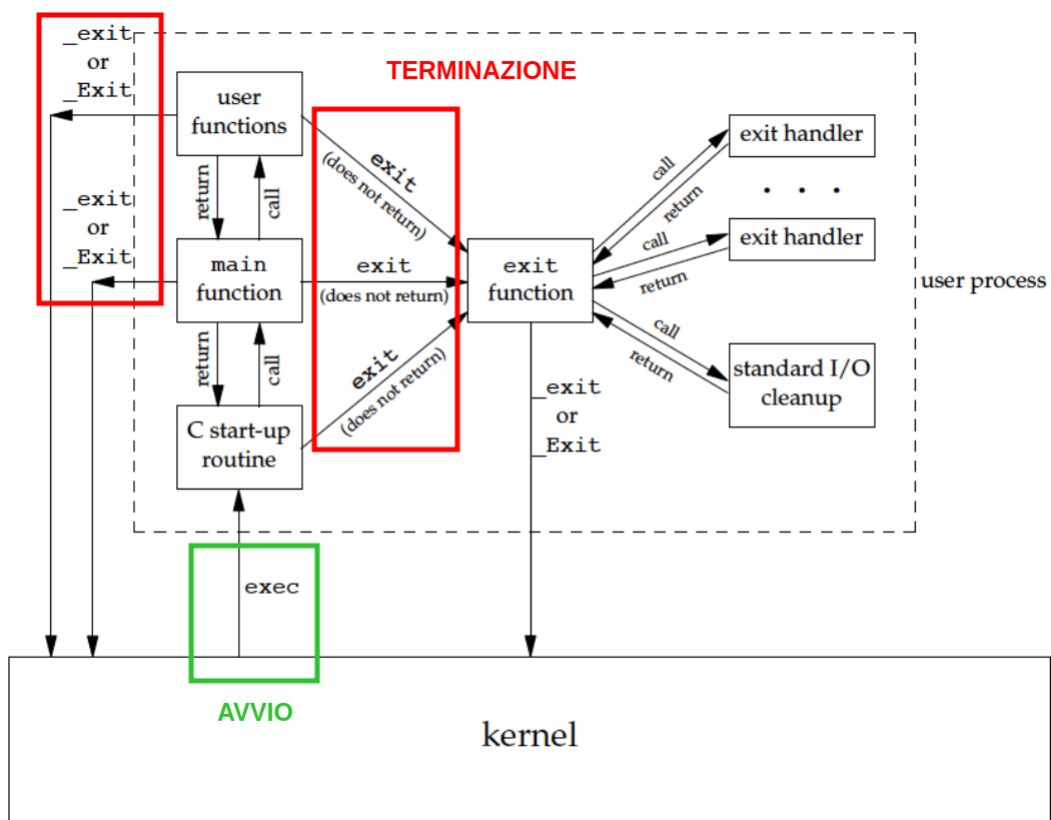 _exit
or
_Exit
TERMINAZIONE
user
functions
exit
(does not return)
call
return
exit handler
. . .
return
call
_exit
or
_Exit
main
function
exit
(does not return)
exit
function
call
return
exit handler
user process
return
call
exit
(does not return)
call
return
standard I/O
cleanup
C start-up
routine
_exit
or
_Exit
exec
AVVIO
kernel